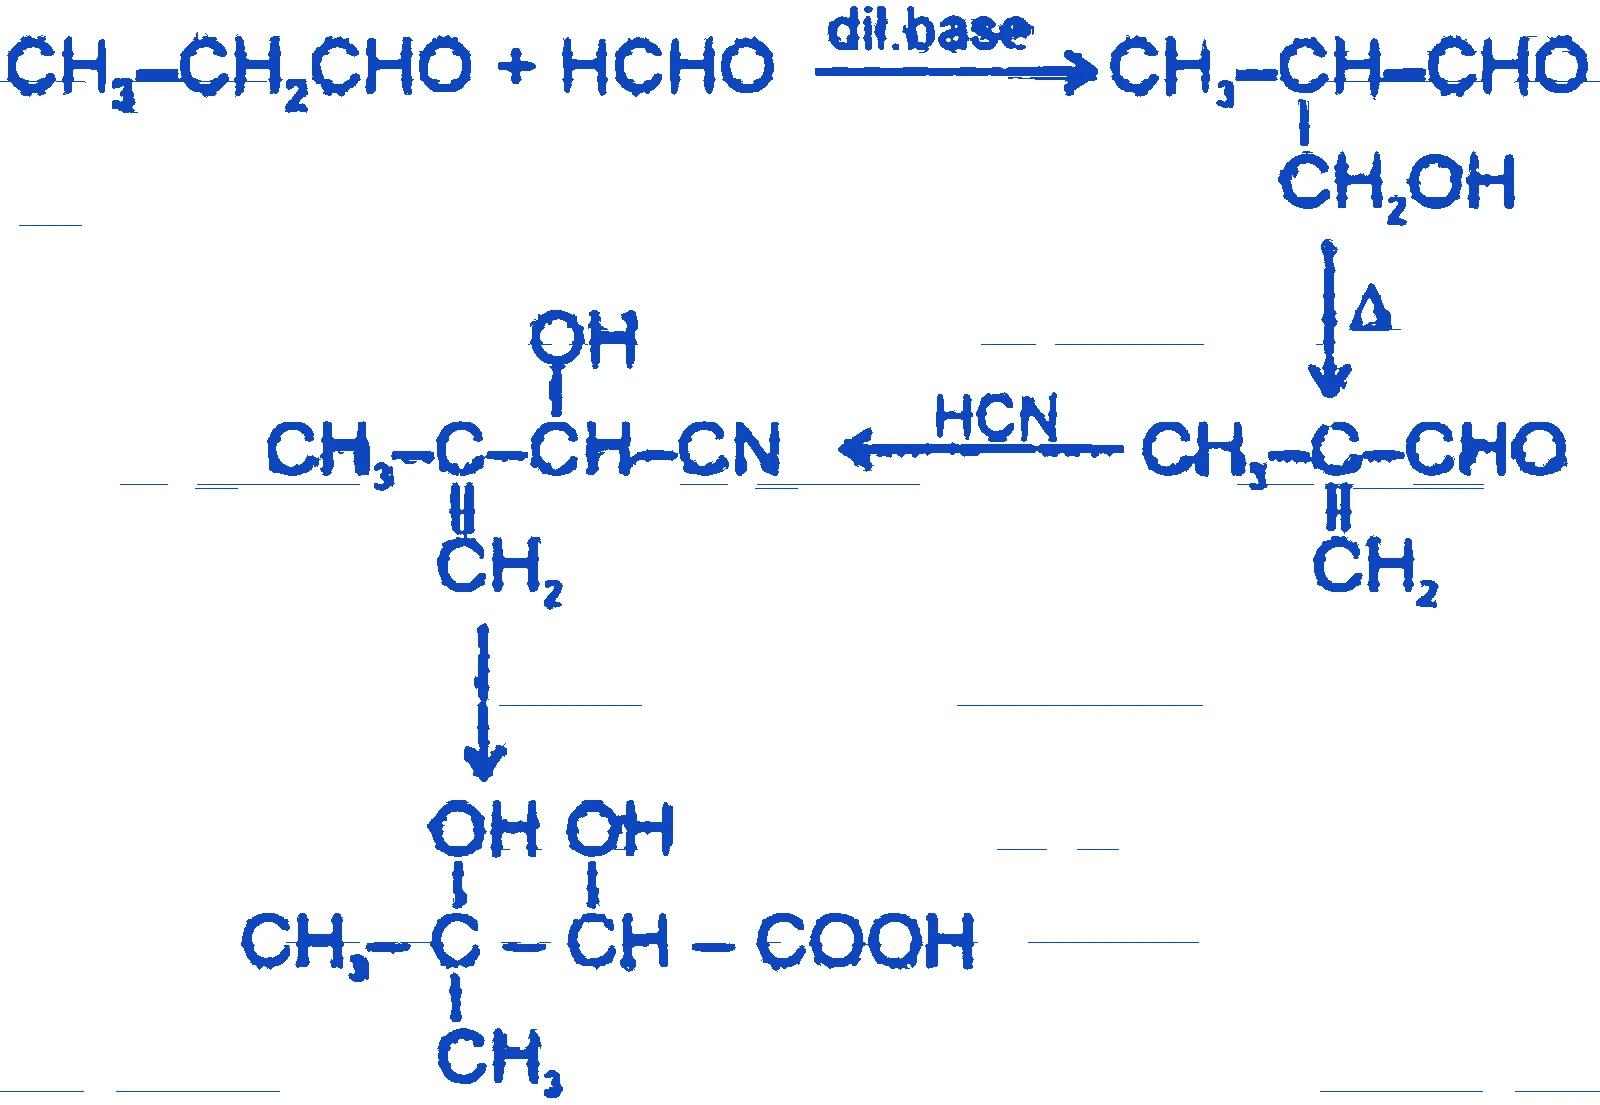 dil.base
CH3–CH2CHO + HCHO → CH3–CH–CHO
CH2OH
Δ
OH
HCN
CH3–C–CH–CN ← CH3–C–CHO
CH2 CH2
OH OH
CH3–C–CH–COOH
CH3